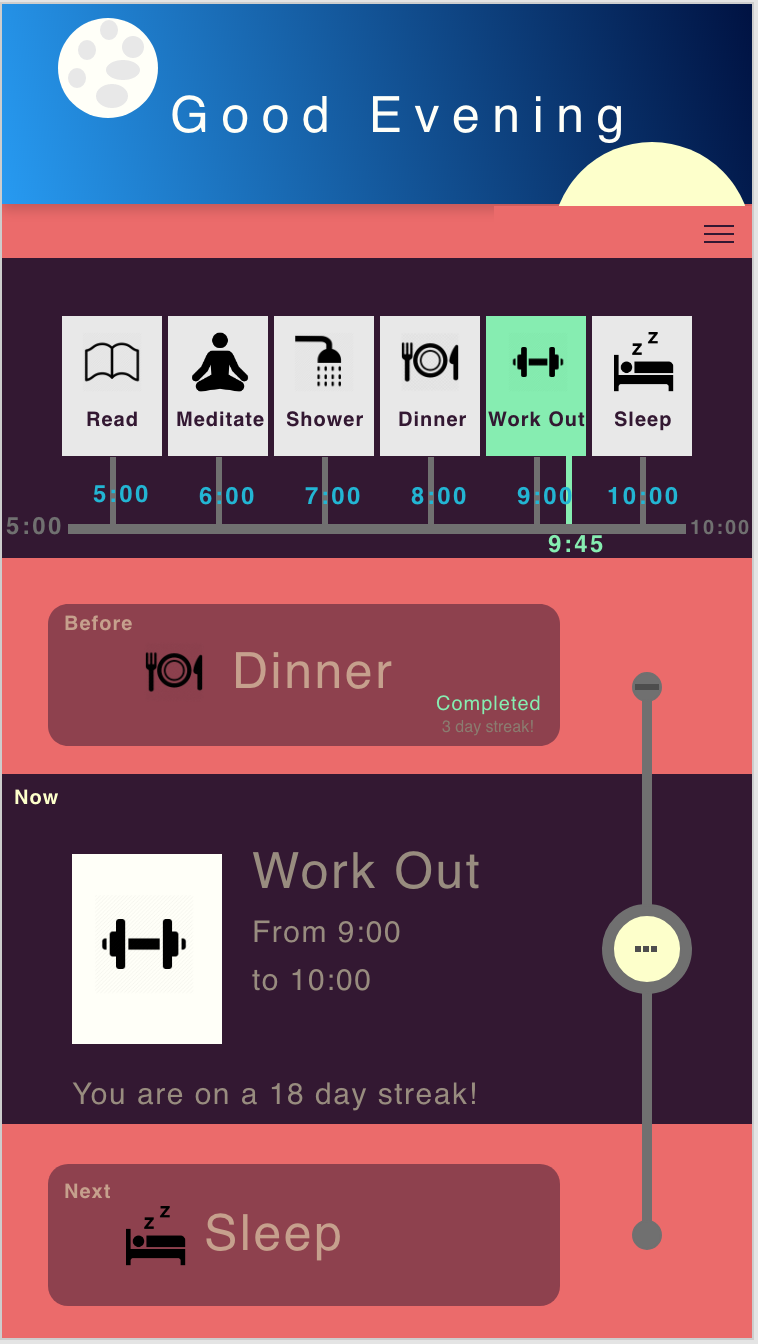 Good Evening
Read Meditate Shower Dinner Work Out Sleep
5:00 6:00 7:00 8:00 9:00 10:00
5:00 10:00
9:45
Before
Dinner
Completed
3 day streak!
Now
Work Out
From 9:00
to 10:00
You are on a 18 day streak!
Next
z z
Sleep